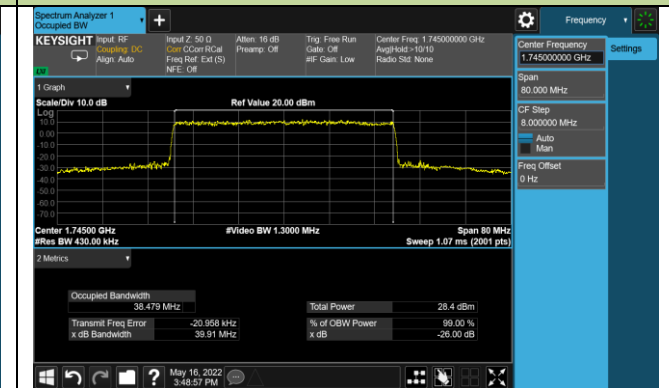 Spectrum Analyzer 1
Occupied BW
Frequency
KEYSIGHT
Input: RF
Coupling: DC
Align: Auto
Input Z: 50 Ω
Corr CCorr RCal
Freq Ref: Ext (S)
NFE: Off
Atten: 16 dB
Preamp: Off
Trig: Free Run
Gate: Off
#IF Gain: Low
Center Freq: 1.745000000 GHz
Avg|Hold:>10/10
Radio Std: None
Center Frequency
1.745000000 GHz
Settings
Span
80.000 MHz
CF Step
8.000000 MHz
Auto
Man
Freq Offset
0 Hz
1 Graph
Scale/Div 10.0 dB
Ref Value 20.00 dBm
Log
10.0
0.00
-10.0
-20.0
-30.0
-40.0
-50.0
-60.0
-70.0
Center 1.74500 GHz
#Video BW 1.3000 MHz
Span 80 MHz
#Res BW 430.00 kHz
Sweep 1.07 ms (2001 pts)
2 Metrics
Occupied Bandwidth
38.479 MHz
Total Power 28.4 dBm
Transmit Freq Error -20.958 kHz
% of OBW Power 99.00 %
x dB Bandwidth 39.91 MHz
x dB -26.00 dB
?
May 16, 2022
3:48:57 PM